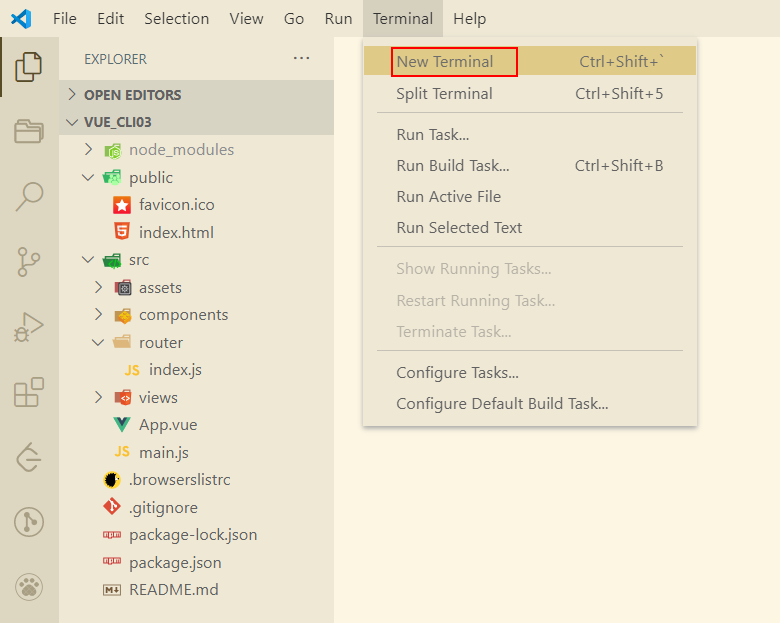 File Edit Selection View Go Run Terminal Help
EXPLORER ...
OPEN EDITORS
VUE_CLI03
node_modules
public
favicon.ico
index.html
src
assets
components
router
JS index.js
views
App.vue
JS main.js
.browserslistrc
.gitignore
package-lock.json
package.json
README.md
New Terminal Ctrl+Shift+`
Split Terminal Ctrl+Shift+5
Run Task...
Run Build Task... Ctrl+Shift+B
Run Active File
Run Selected Text
Show Running Tasks...
Restart Running Task...
Terminate Task...
Configure Tasks...
Configure Default Build Task...